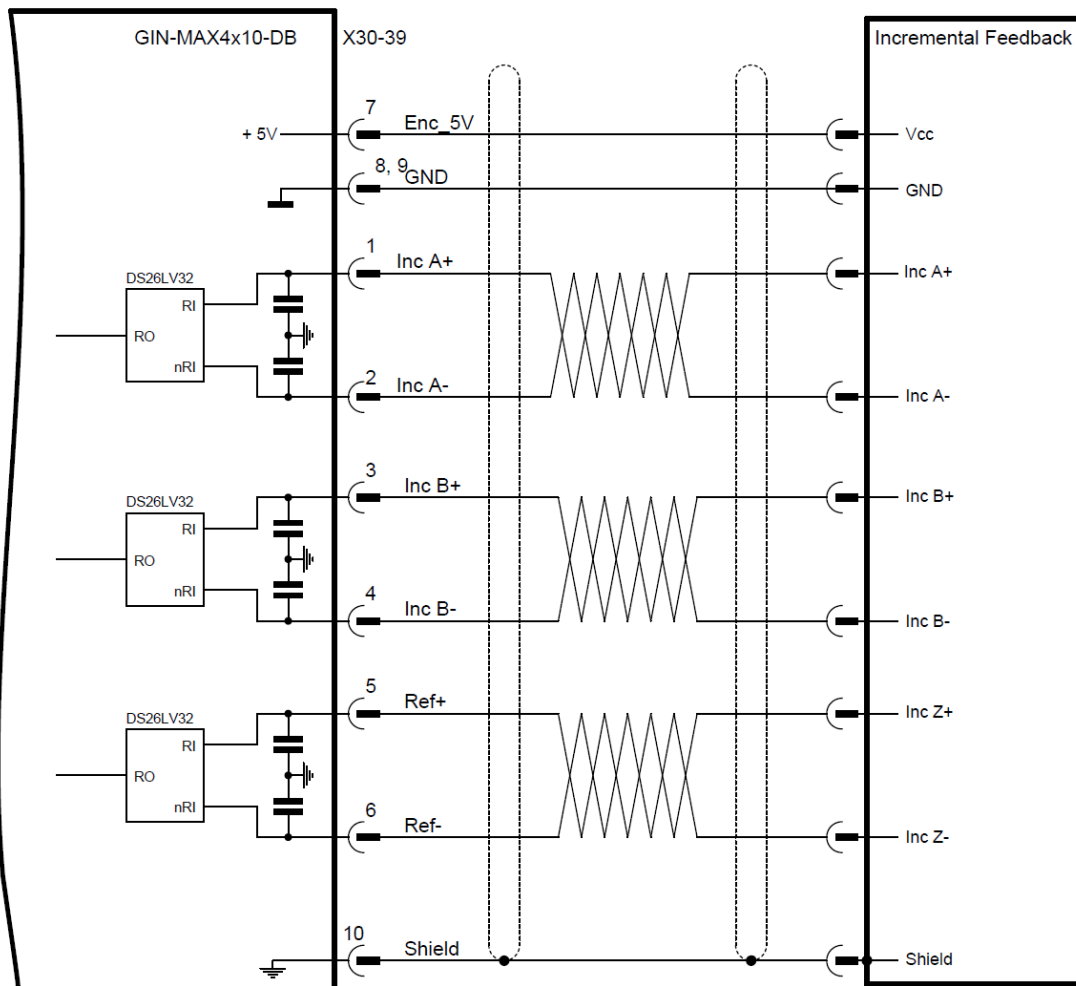 GIN-MAX4x10-DB
X30-39
Incremental Feedback
+ 5V
7
Enc_5V
Vcc
8, 9
GND
GND
1
Inc A+
Inc A+
DS26LV32
RI
RO
nRI
2
Inc A-
Inc A-
3
Inc B+
Inc B+
DS26LV32
RI
RO
nRI
4
Inc B-
Inc B-
5
Ref+
Inc Z+
DS26LV32
RI
RO
nRI
6
Ref-
Inc Z-
10
Shield
Shield